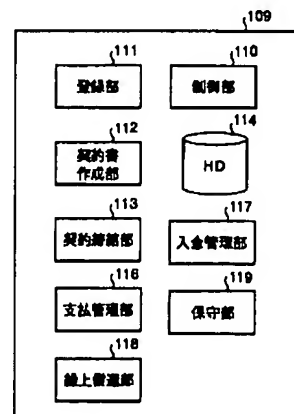 109
111
登録部
110
制御部
112
契約書
作成部
114
HD
113
契約締結部
117
入金管理部
116
支払管理部
119
保守部
118
繰上償還部